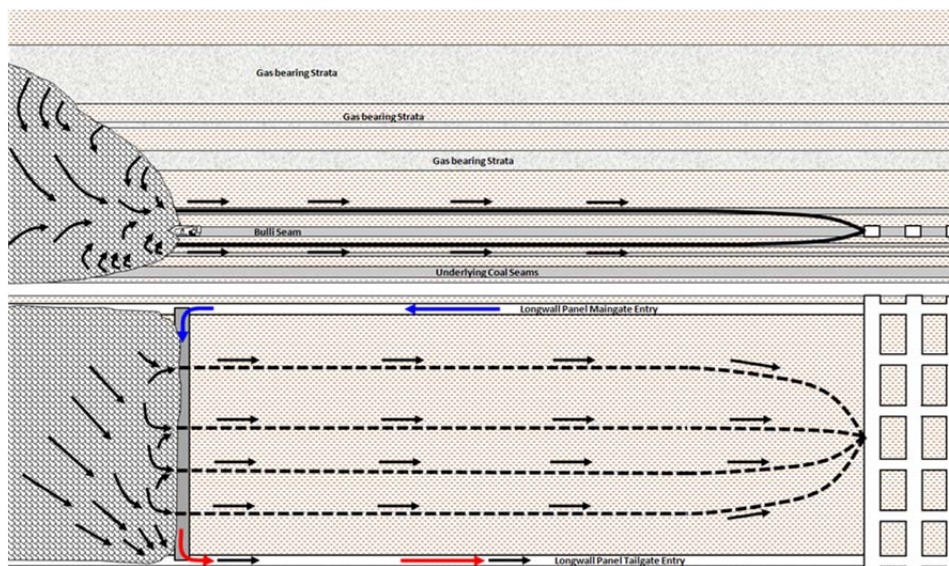 Gas bearing Strata
Gas bearing Strata
Gas bearing Strata
Bulli Seam
Underlying Coal Seams
Longwall Panel Maingate Entry
Longwall Panel Tailgate Entry